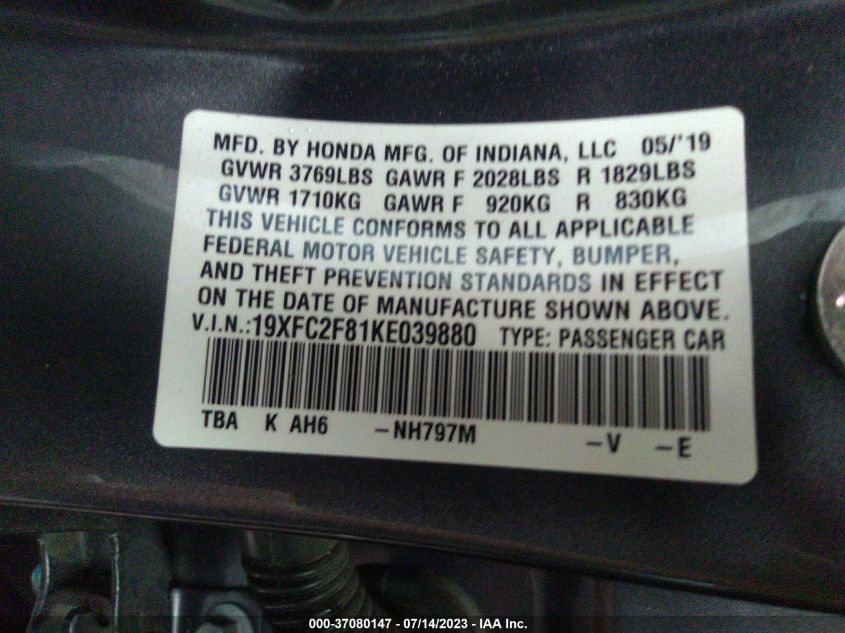 MFD. BY HONDA MFG. OF INDIANA, LLC 05/'19
GVWR 3769LBS GAWR F 2028LBS R 1829LBS
GVWR 1710KG GAWR F 920KG R 830KG
THIS VEHICLE CONFORMS TO ALL APPLICABLE
FEDERAL MOTOR VEHICLE SAFETY, BUMPER,
AND THEFT PREVENTION STANDARDS IN EFFECT
ON THE DATE OF MANUFACTURE SHOWN ABOVE.
V.I.N.:19XFC2F81KE039880 TYPE: PASSENGER CAR
TBA K AH6 -NH797M -V -E
000-37080147 - 07/14/2023 - IAA Inc.